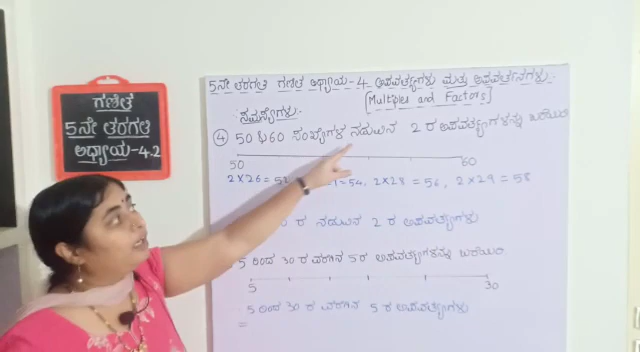 ಗಣಿತ
5ನೇ ತರಗತಿ
ಅಧ್ಯಾಯ-4.2
5ನೇ ತರಗತಿ ಗಣಿತ ಅಧ್ಯಾಯ-4 ಅಪವರ್ತ್ಯಗಳು ಮತ್ತು ಅಪವರ್ತನಗಳು.
[Multiples and Factors]
ಸಮಸ್ಯೆಗಳು:
④ 50 & 60 ಸಂಖ್ಯೆಗಳ ನಡುವಿನ 2 ರ ಅಪವರ್ತ್ಯಗಳನ್ನು ಬರೆಯಿರಿ
50 60
2×26=52 =54, 2×28=56, 2×29=58
ರ ನಡುವಿನ 2 ರ ಅಪವರ್ತ್ಯಗಳು
5 ರಿಂದ 30 ರ ವರೆಗಿನ 5ರ ಅಪವರ್ತ್ಯಗಳನ್ನು ಬರೆಯಿರಿ
5 30
5 ರಿಂದ 30 ರ ವರೆಗಿನ 5 ರ ಅಪವರ್ತ್ಯಗಳು
=